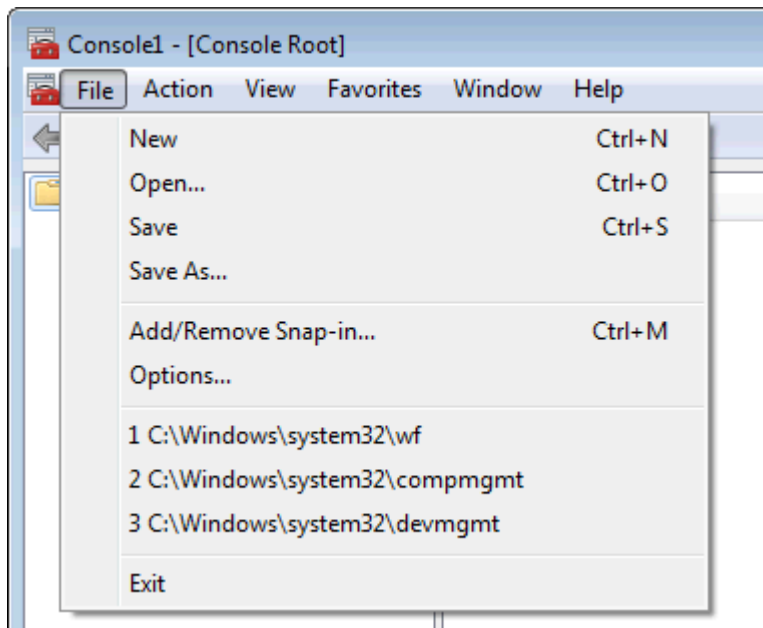 Console1 - [Console Root]
File Action View Favorites Window Help
New Ctrl+N
Open... Ctrl+O
Save Ctrl+S
Save As...
Add/Remove Snap-in... Ctrl+M
Options...
1 C:\Windows\system32\wf
2 C:\Windows\system32\compmgmt
3 C:\Windows\system32\devmgmt
Exit